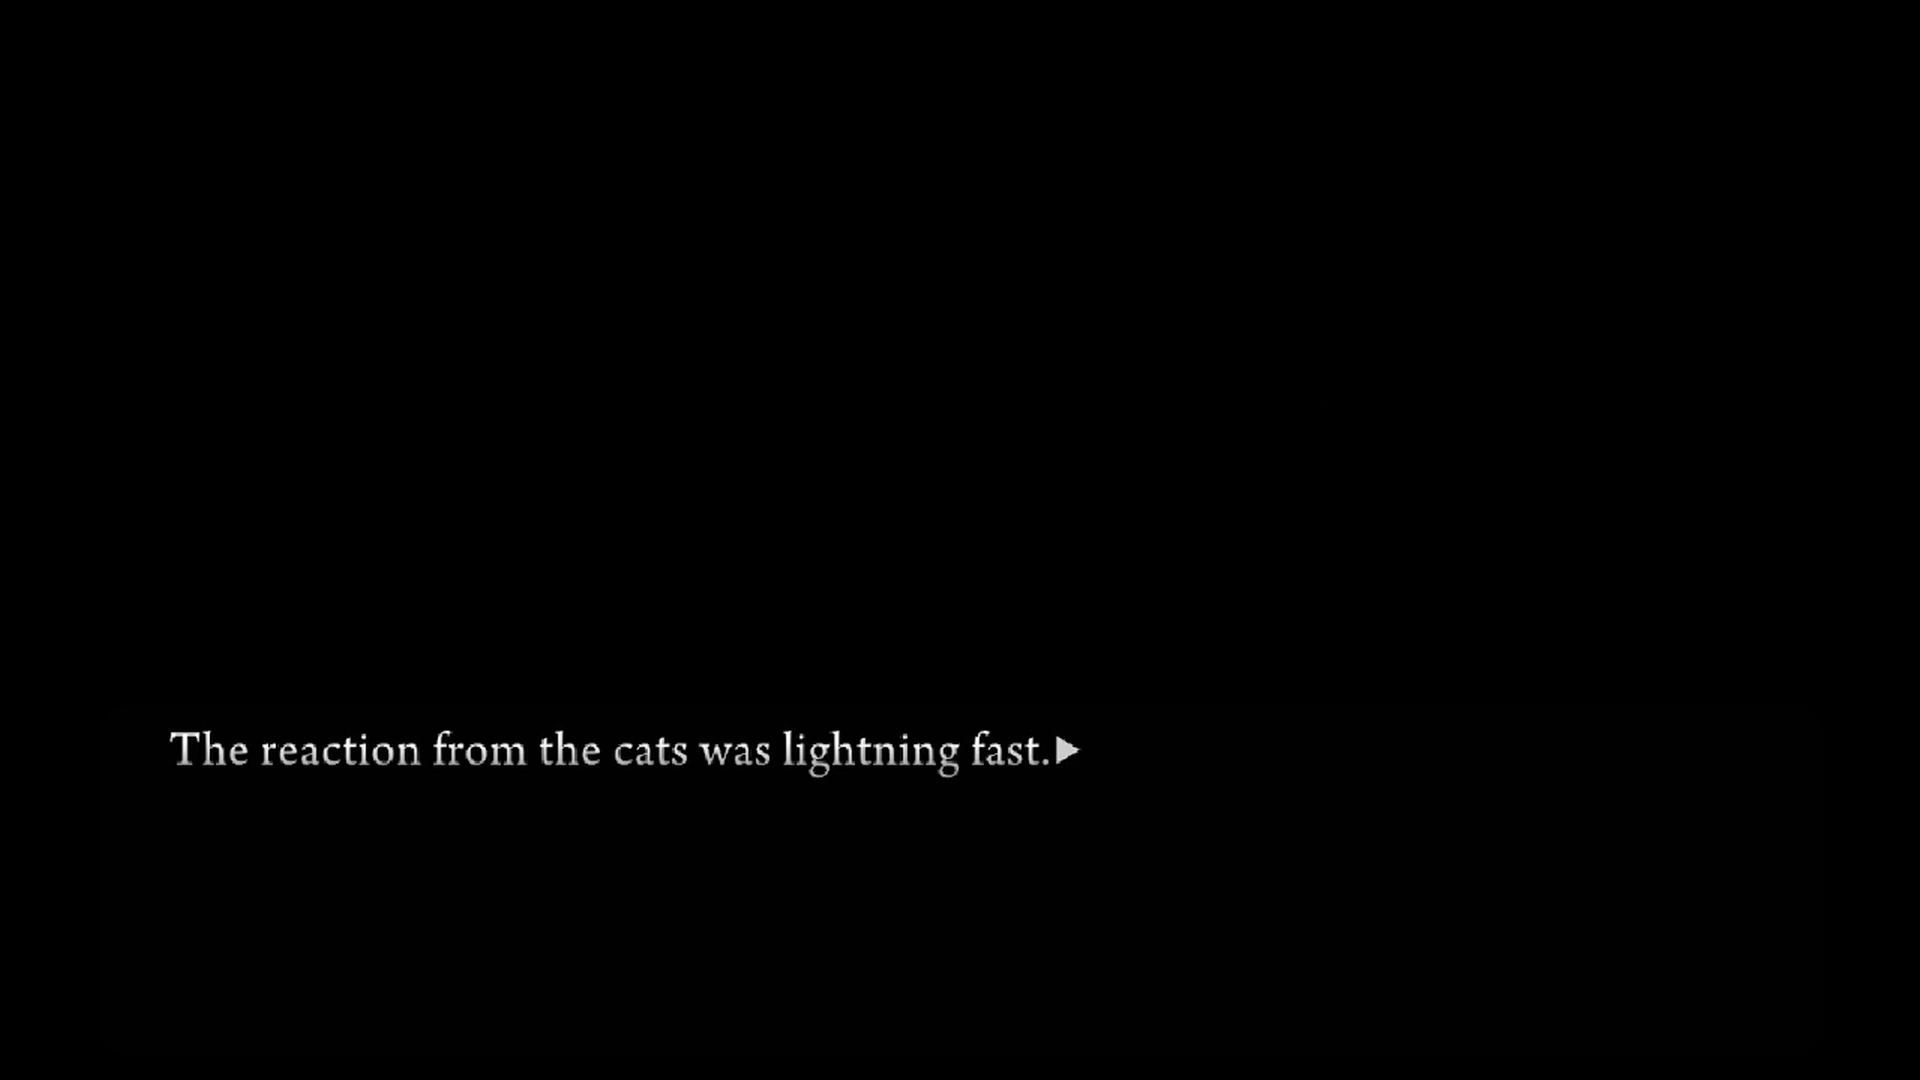 The reaction from the cats was lightning fast.